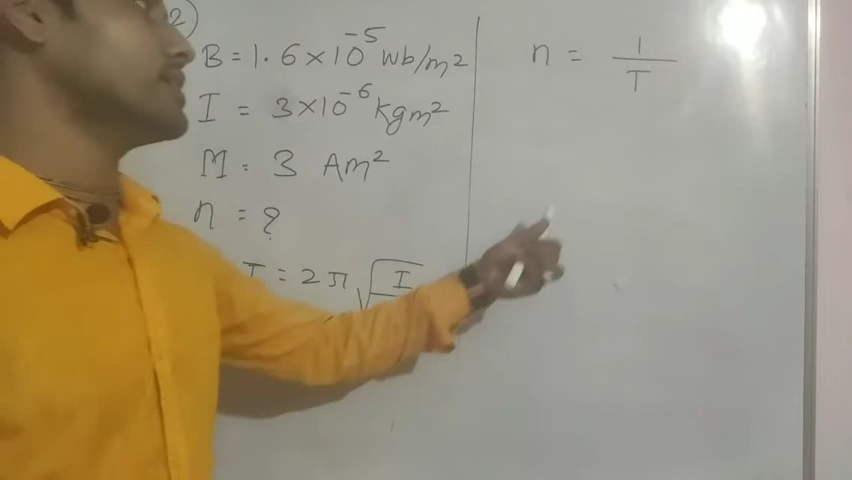 2
B = 1.6×10⁻⁵ wb/m²
I = 3×10⁻⁶ kgm²
M = 3 Am²
n = ?
T = 2π √I
n = 1/T